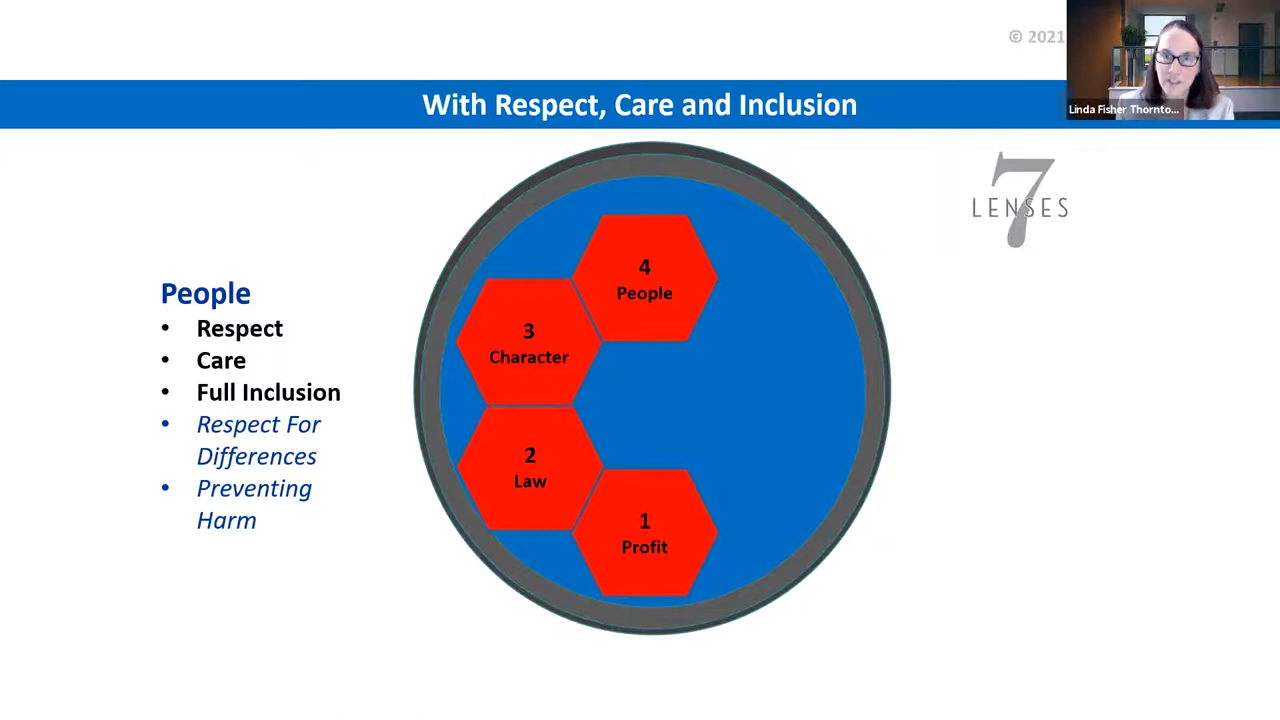 © 2021
With Respect, Care and Inclusion
Linda Fisher Thornto...
7
LENSES
People
• Respect
• Care
• Full Inclusion
• Respect For
Differences
• Preventing
Harm
4
People
3
Character
2
Law
1
Profit